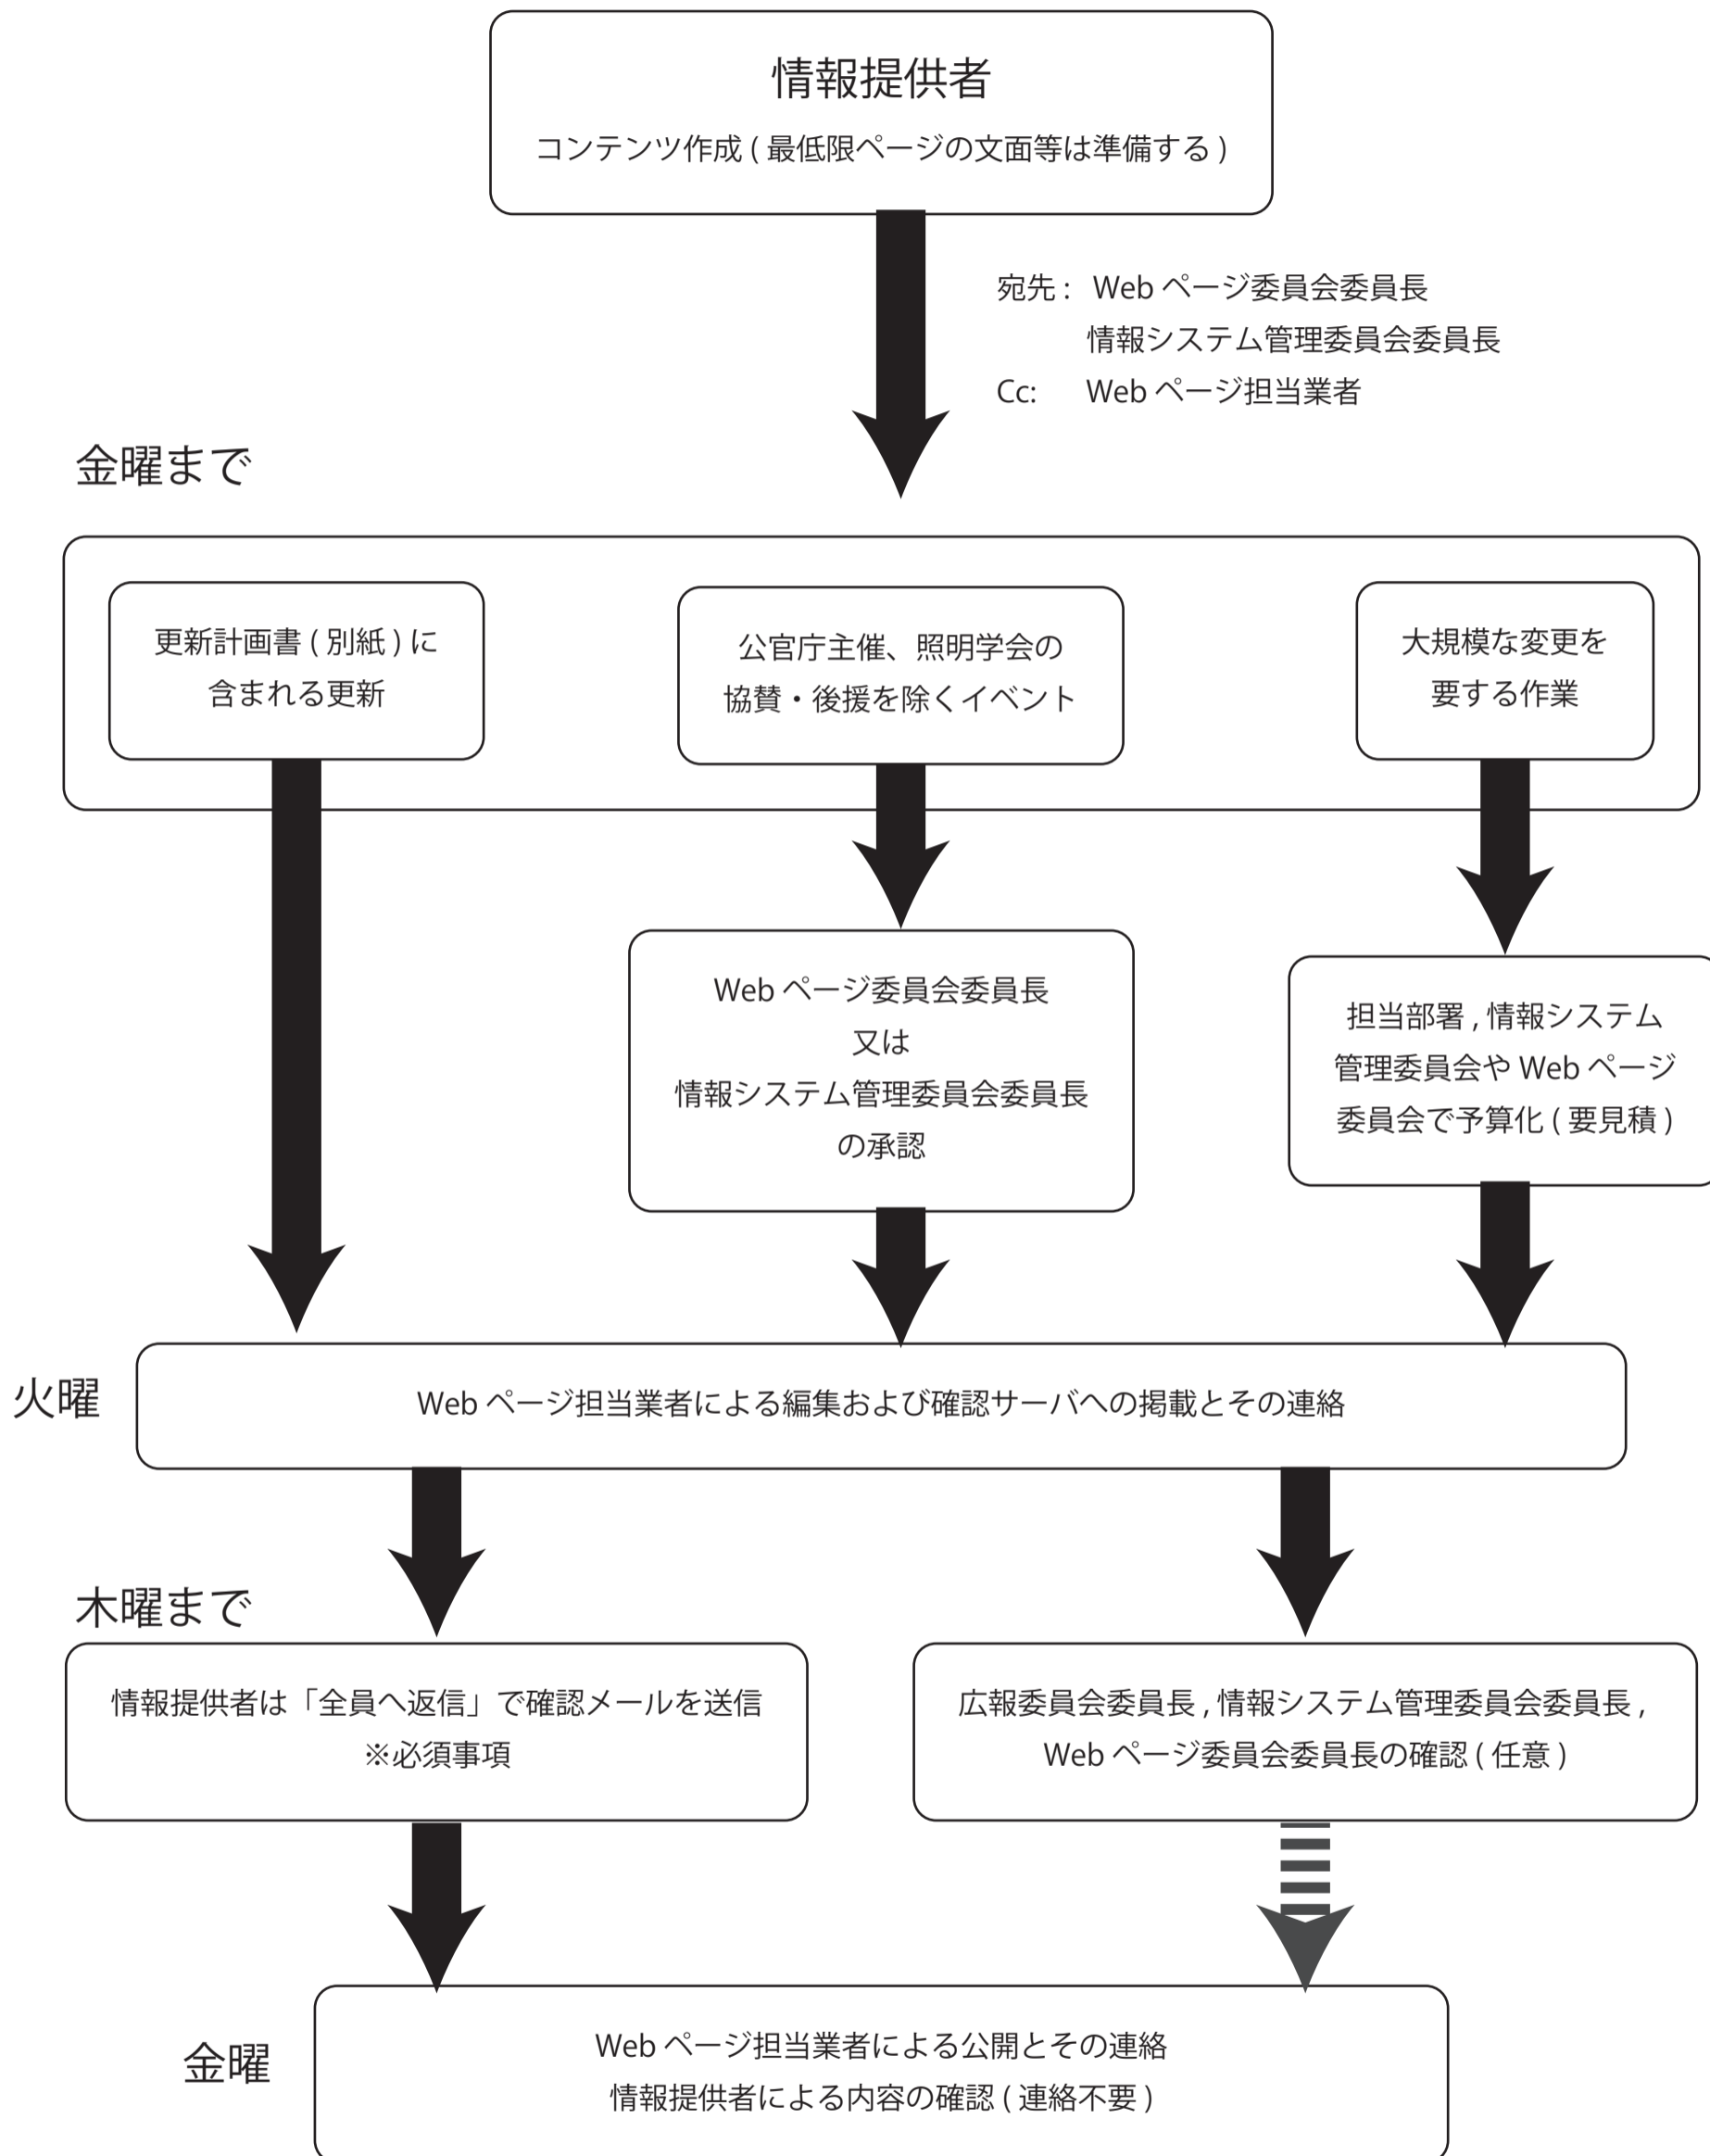 情報提供者
コンテンツ作成 ( 最低限ページの文面等は準備する )
宛先 : Web ページ委員会委員長
情報システム管理委員会委員長
Cc: Web ページ担当業者
金曜まで
更新計画書 ( 別紙 ) に
含まれる更新
公官庁主催、照明学会の
協賛・後援を除くイベント
大規模な変更を
要する作業
Web ページ委員会委員長
又は
情報システム管理委員会委員長
の承認
担当部署 , 情報システム
管理委員会や Web ページ
委員会で予算化 ( 要見積 )
火曜
Web ページ担当業者による編集および確認サーバへの掲載とその連絡
木曜まで
情報提供者は「全員へ返信」で確認メールを送信
※必須事項
広報委員会委員長 , 情報システム管理委員会委員長 ,
Web ページ委員会委員長の確認 ( 任意 )
金曜
Web ページ担当業者による公開とその連絡
情報提供者による内容の確認 ( 連絡不要 )